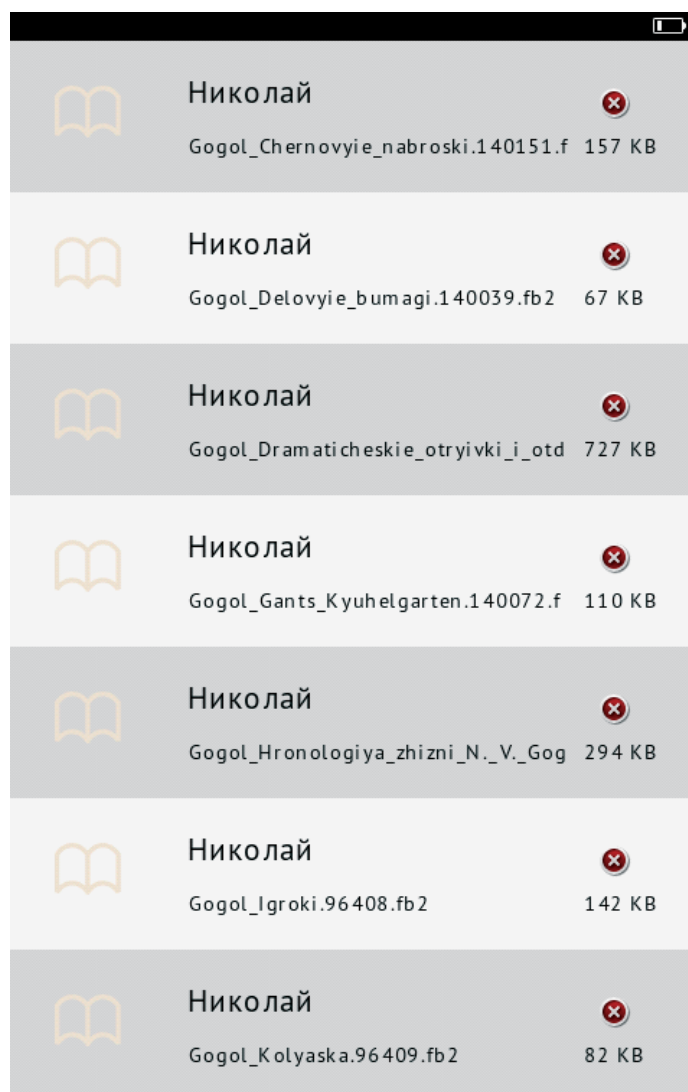 Николай
Gogol_Chernovyie_nabroski.140151.f 157 KB
Николай
Gogol_Delovyie_bumagi.140039.fb2 67 KB
Николай
Gogol_Dramaticheskie_otryivki_i_otd 727 KB
Николай
Gogol_Gants_Kyuhelgarten.140072.f 110 KB
Николай
Gogol_Hronologiya_zhizni_N._V._Gog 294 KB
Николай
Gogol_Igroki.96408.fb2 142 KB
Николай
Gogol_Kolyaska.96409.fb2 82 KB